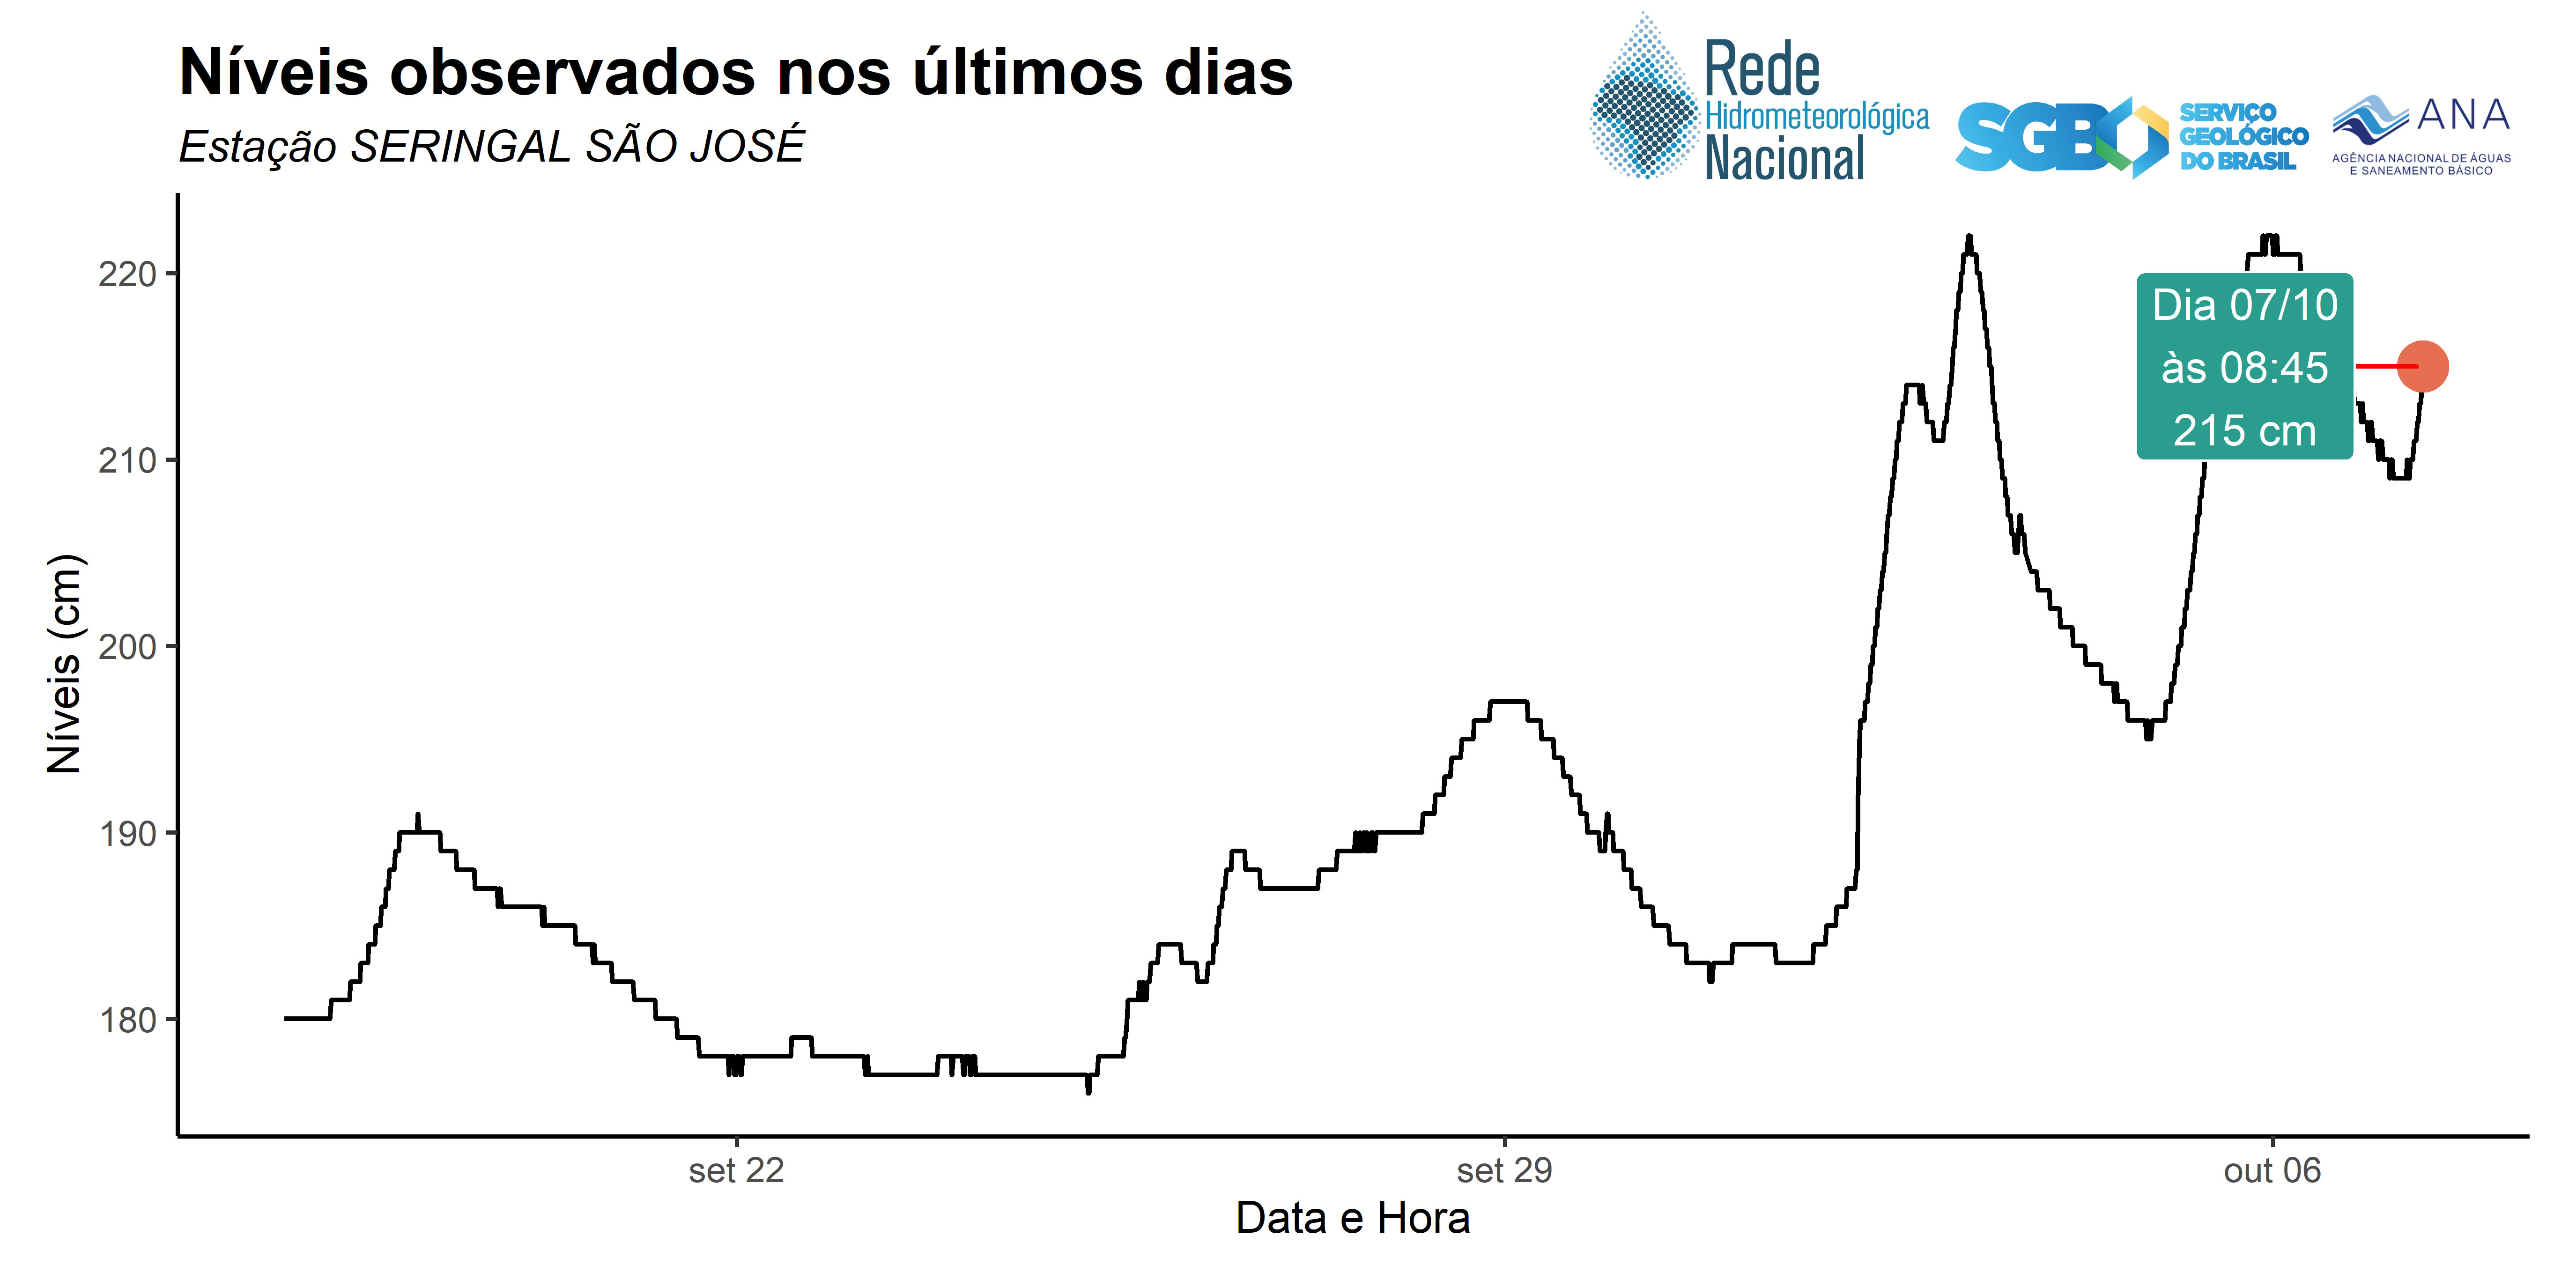 Níveis observados nos últimos dias
Estação SERINGAL SÃO JOSÉ
Rede
Hidrometeorológica
Nacional
SGB
SERVIÇO
GEOLÓGICO
DO BRASIL
ANA
AGÊNCIA NACIONAL DE ÁGUAS
E SANEAMENTO BÁSICO
Níveis (cm)
220
210
200
190
180
Dia 07/10
às 08:45
215 cm
set 22
set 29
out 06
Data e Hora